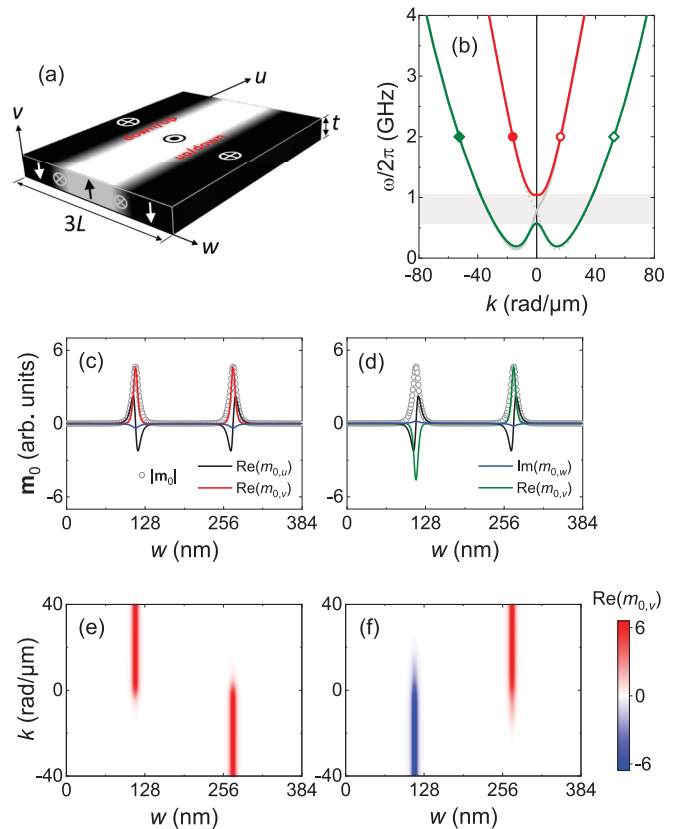 (a)
u
v
down/up
up/down
t
3L
w
(b)
ω/2π (GHz)
4
3
2
1
0
-80 -40 0 40 80
k (rad/μm)
(c)
m₀ (arb. units)
6
0
-6
|m₀|
Re(m₀,ᵤ)
Re(m₀,ᵥ)
0 128 256 384
w (nm)
(d)
6
0
-6
Im(m₀,w)
Re(m₀,ᵥ)
0 128 256 384
w (nm)
(e)
k (rad/μm)
40
0
-40
0 128 256 384
w (nm)
(f)
40
0
-40
0 128 256 384
w (nm)
Re(m₀,ᵥ)
6
0
-6